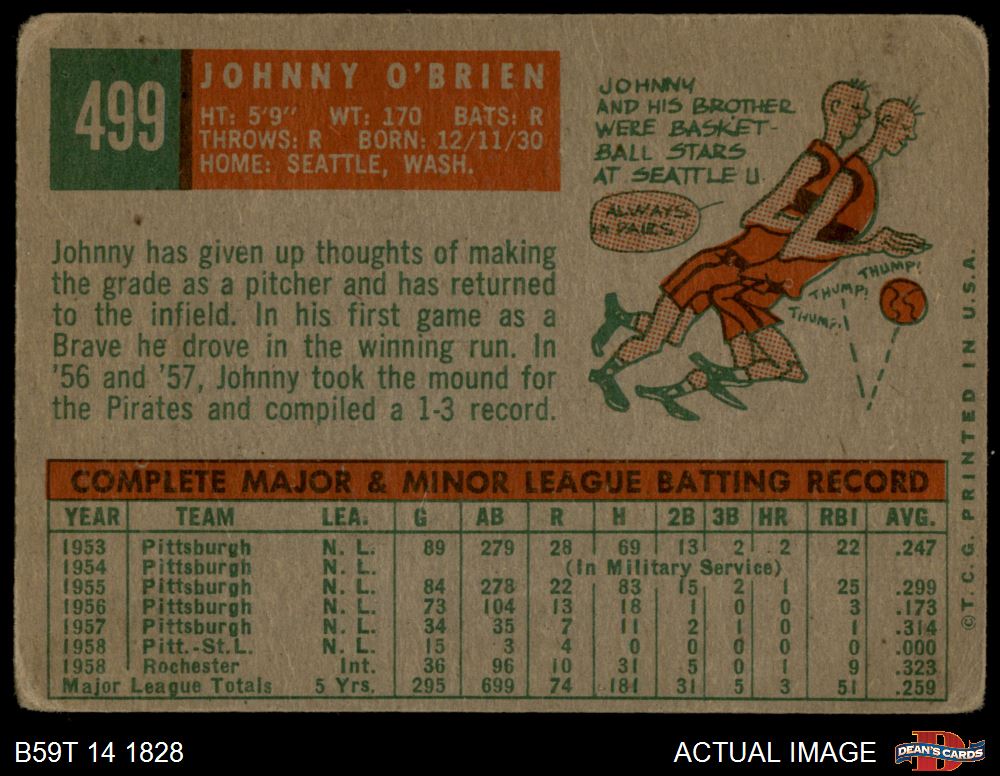 499
JOHNNY O'BRIEN
HT: 5'9" WT: 170 BATS: R
THROWS: R BORN: 12/11/30
HOME: SEATTLE, WASH.
Johnny has given up thoughts of making
the grade as a pitcher and has returned
to the infield. In his first game as a
Brave he drove in the winning run. In
'56 and '57, Johnny took the mound for
the Pirates and compiled a 1-3 record.
JOHNNY
AND HIS BROTHER
WERE BASKET-
BALL STARS
AT SEATTLE U.
ALWAYS
IN PAIRS!
THUMP!
THUMP!
THUMP!
COMPLETE MAJOR & MINOR LEAGUE BATTING RECORD
YEAR TEAM LEA. G AB R H 2B 3B HR RBI AVG.
1953 Pittsburgh N. L. 89 279 28 69 13 2 2 22 .247
1954 Pittsburgh N. L. (In Military Service)
1955 Pittsburgh N. L. 84 278 22 83 15 2 1 25 .299
1956 Pittsburgh N. L. 73 104 13 18 1 0 0 3 .173
1957 Pittsburgh N. L. 34 35 7 11 2 1 0 1 .314
1958 Pitt.-St.L. N. L. 15 3 4 0 0 0 0 0 .000
1958 Rochester Int. 36 96 10 31 5 0 1 9 .323
Major League Totals 5 Yrs. 295 699 74 181 31 5 3 51 .259
©T.C.G. PRINTED IN U.S.A.
B59T 14 1828
ACTUAL IMAGE
D
DEAN'S CARDS